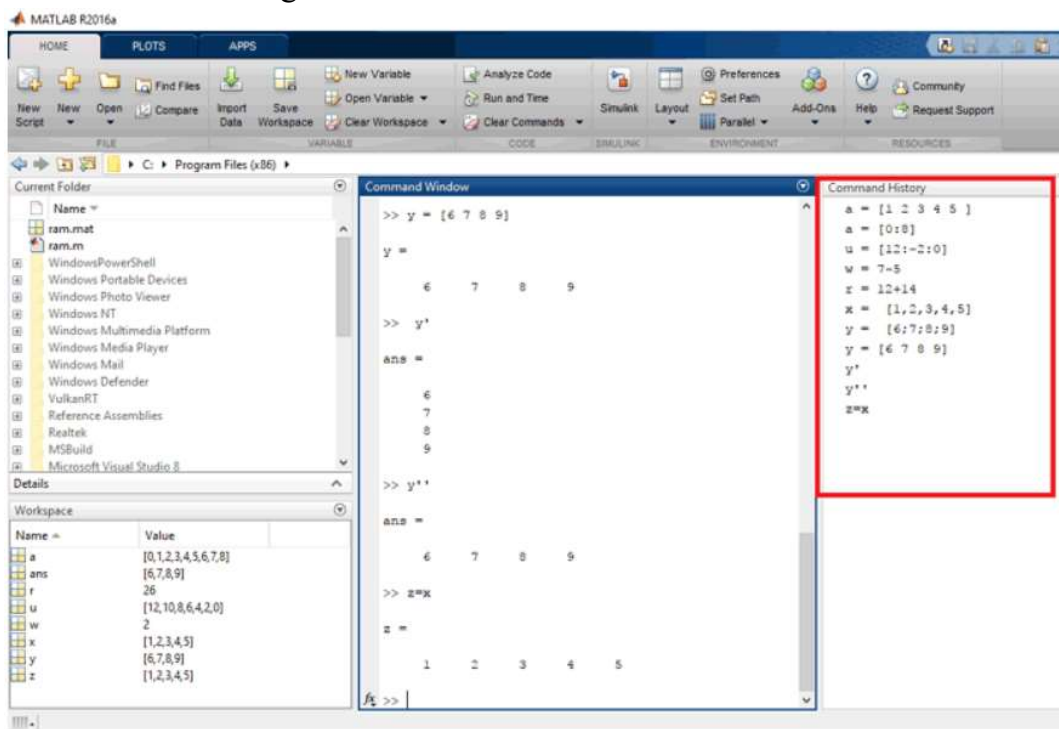 MATLAB R2016a
HOME PLOTS APPS
New Script
New
Open
Find Files
Compare
Import Data
Save Workspace
New Variable
Open Variable
Clear Workspace
Analyze Code
Run and Time
Clear Commands
Simulink
Layout
Preferences
Set Path
Parallel
Add-Ons
Help
Community
Request Support
FILE VARIABLE CODE SIMULINK ENVIRONMENT RESOURCES
C: Program Files (x86)
Current Folder
Name
ram.mat
ram.m
WindowsPowerShell
Windows Portable Devices
Windows Photo Viewer
Windows NT
Windows Multimedia Platform
Windows Media Player
Windows Mail
Windows Defender
VulkanRT
Reference Assemblies
Realtek
MSBuild
Microsoft Visual Studio 8
Details
Workspace
Name Value
a [0,1,2,3,4,5,6,7,8]
ans [6,7,8,9]
r 26
u [12,10,8,6,4,2,0]
w 2
x [1,2,3,4,5]
y [6,7,8,9]
z [1,2,3,4,5]
Command Window
>> y = [6 7 8 9]
y =
6 7 8 9
>> y'
ans =
6
7
8
9
>> y''
ans =
6 7 8 9
>> z=x
z =
1 2 3 4 5
fx >>
Command History
a = [1 2 3 4 5 ]
a = [0:8]
u = [12:-2:0]
w = 7-5
r = 12+14
x = [1,2,3,4,5]
y = [6;7;8;9]
y = [6 7 8 9]
y'
y''
z=x